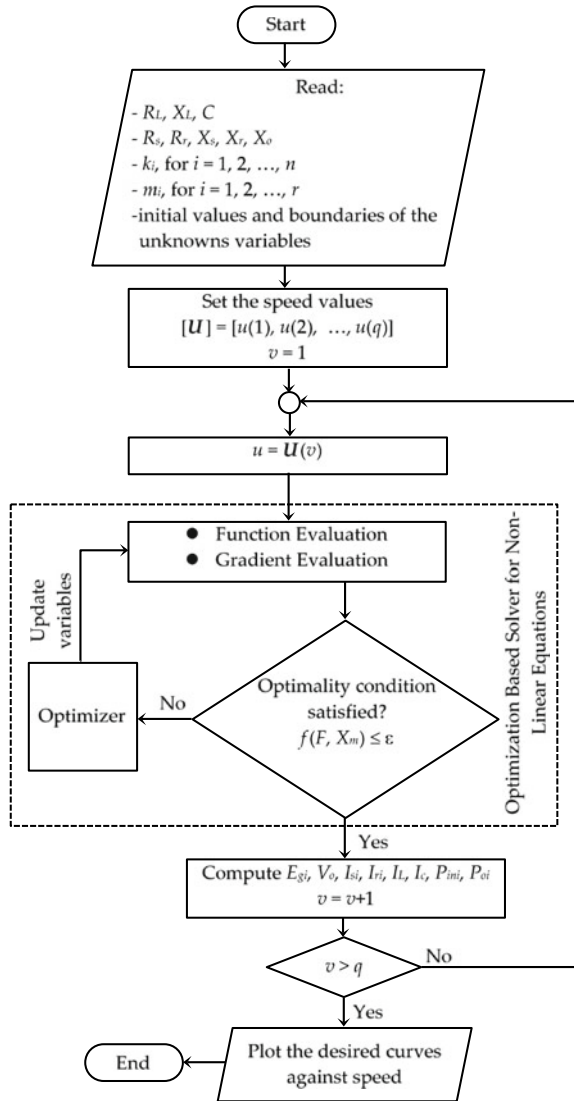 Start
Read:
- RL, XL, C
- Rs, Rr, Xs, Xr, Xo
- ki, for i = 1, 2, ..., n
- mi, for i = 1, 2, ..., r
-initial values and boundaries of the
unknowns variables
Set the speed values
[U] = [u(1), u(2), ..., u(q)]
v = 1
u = U(v)
● Function Evaluation
● Gradient Evaluation
Update
variables
Optimizer
No
Optimality condition
satisfied?
f(F, Xm) ≤ ε
Optimization Based Solver for Non-
Linear Equations
Yes
Compute Egi, Vo, Isi, Iri, IL, Ic, Pini, Poi
v = v+1
v > q
No
Yes
Plot the desired curves
against speed
End